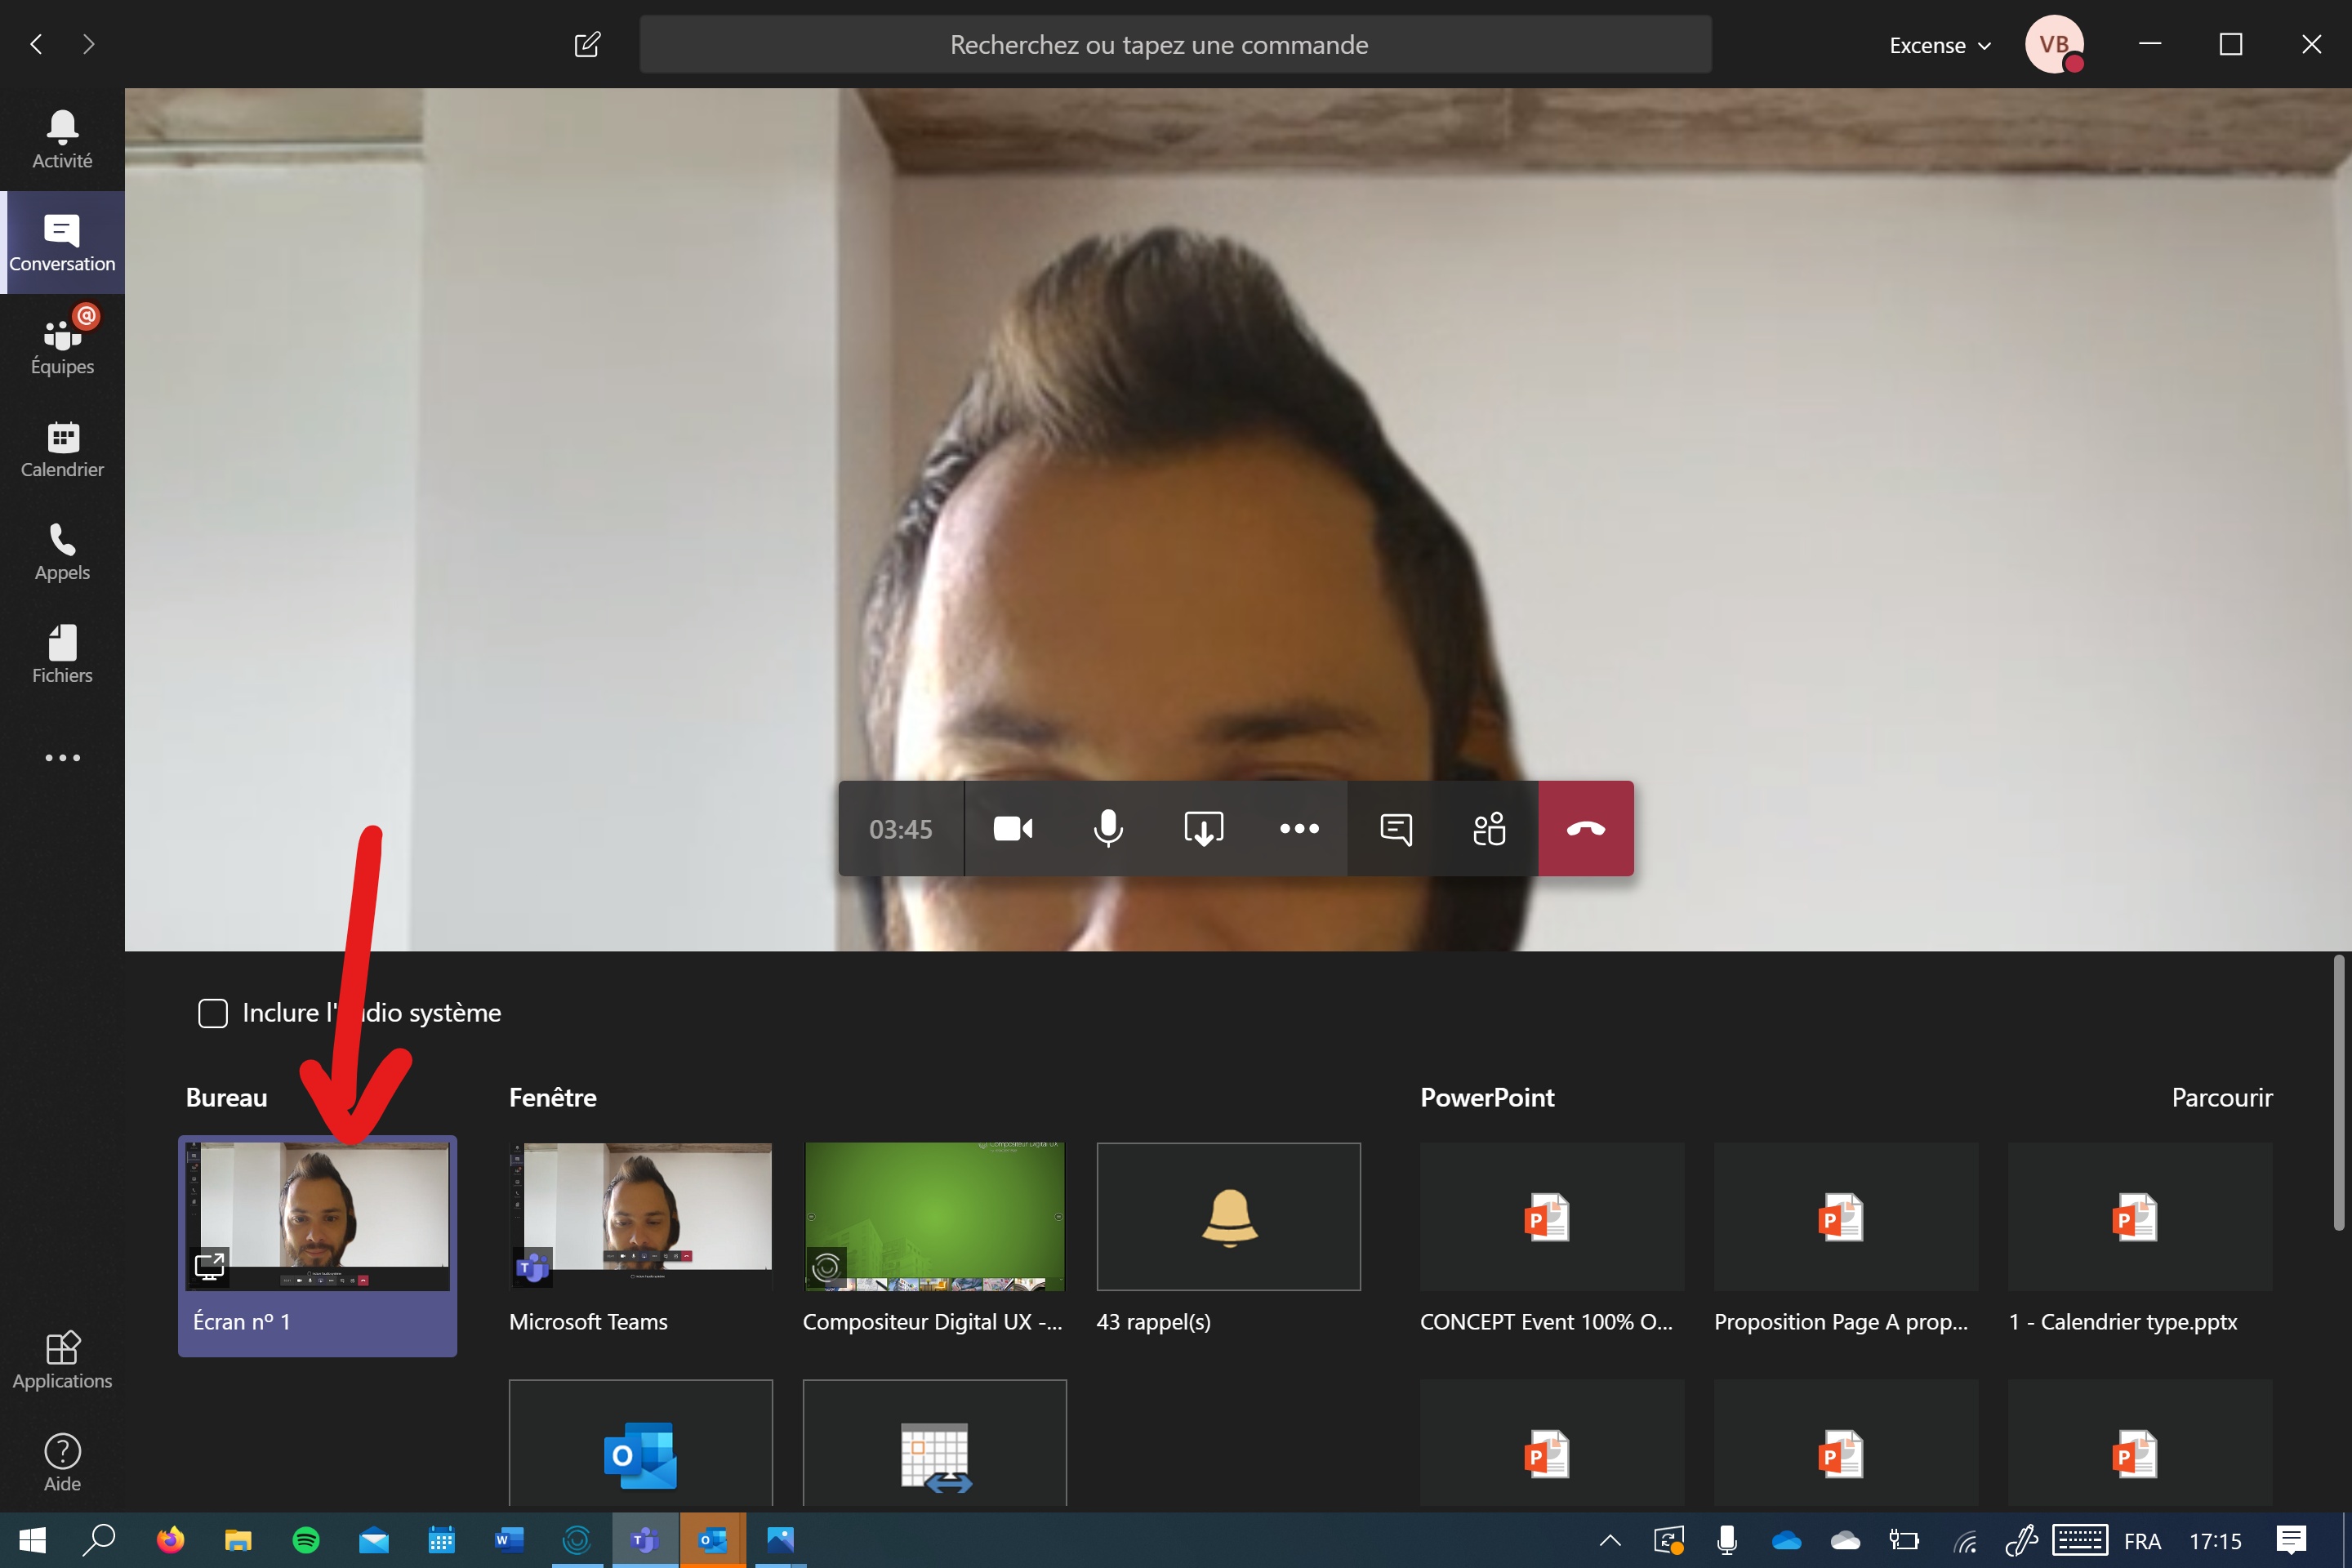 Recherchez ou tapez une commande
Excense
VB
Activité
Conversation
Équipes
Calendrier
Appels
Fichiers
03:45
Inclure l' dio système
Bureau
Fenêtre
PowerPoint
Parcourir
Écran nº 1
Microsoft Teams
Compositeur Digital UX -...
43 rappel(s)
CONCEPT Event 100% O...
Proposition Page A prop...
1 - Calendrier type.pptx
Applications
Aide
FRA
17:15